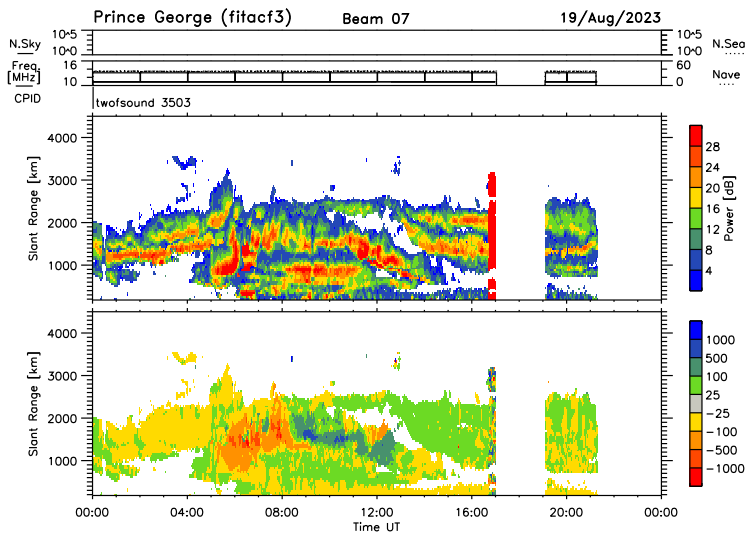 Prince George (fitacf3) Beam 07 19/Aug/2023
N.Sky 10^5 10^0 10^5 10^0 N.Sea
Freq. [MHz] 16 10 60 0 Nave
CPID twofsound 3503
Slant Range [km] 4000 3000 2000 1000
28
24
20
16
12
8
4
Power [dB]
Slant Range [km] 4000 3000 2000 1000
1000
500
100
25
-25
-100
-500
-1000
00:00 04:00 08:00 12:00 16:00 20:00 00:00
Time UT